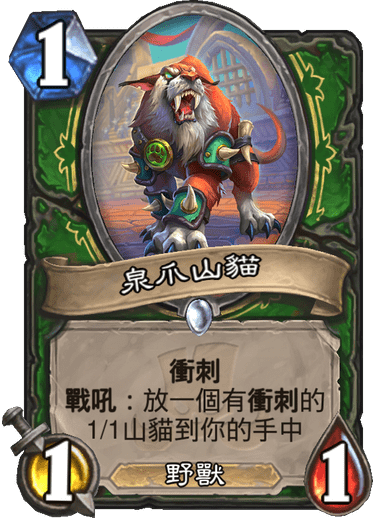 1
泉爪山貓
衝刺
戰吼：放一個有衝刺的
1/1山貓到你的手中
野獸
1
1